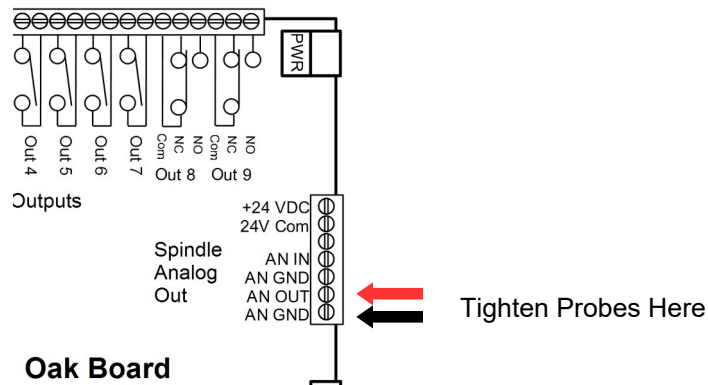 PWR
Out 4
Out 5
Out 6
Out 7
Com
NC
NO
Com
NC
NO
Out 8
Out 9
Outputs
+24 VDC
24V Com
Spindle
Analog
Out
AN IN
AN GND
AN OUT
AN GND
Tighten Probes Here
Oak Board